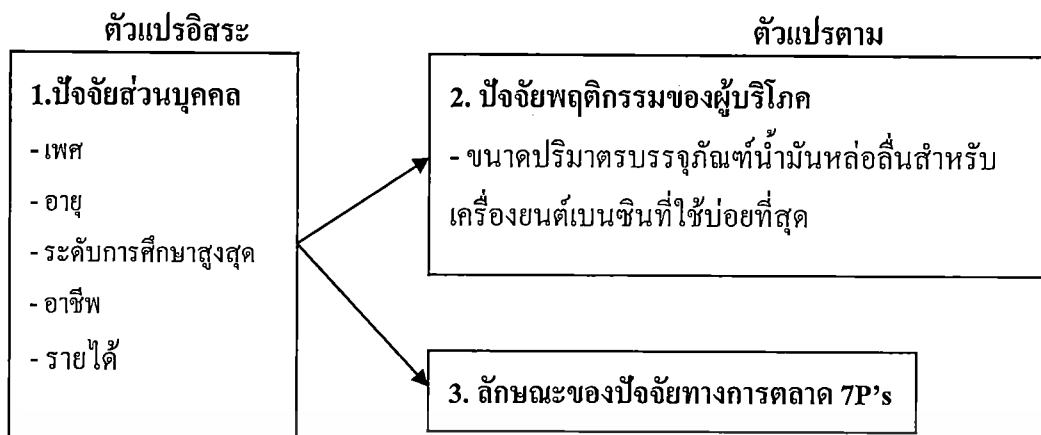 ตัวแปรอิสระ
ตัวแปรตาม
1.ปัจจัยส่วนบุคคล
- เพศ
- อายุ
- ระดับการศึกษาสูงสุด
- อาชีพ
- รายได้
2. ปัจจัยพฤติกรรมของผู้บริโภค
- ขนาดปริมาตรบรรจุภัณฑ์น้ำมันหล่อลื่นสำหรับ
เครื่องยนต์เบนซินที่ใช้บ่อยที่สุด
3. ลักษณะของปัจจัยทางการตลาด 7P's